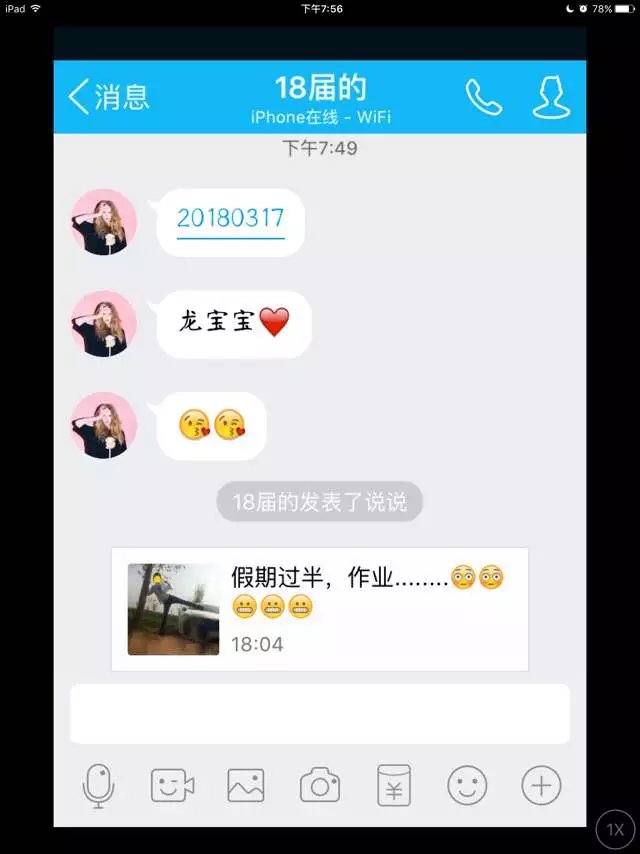 iPad 下午7:56 78%
消息 18届的
iPhone在线 - WiFi
下午7:49
20180317
龙宝宝❤️
😘😘
18届的发表了说说
假期过半，作业........😳😳
😬😬😬
18:04
1X